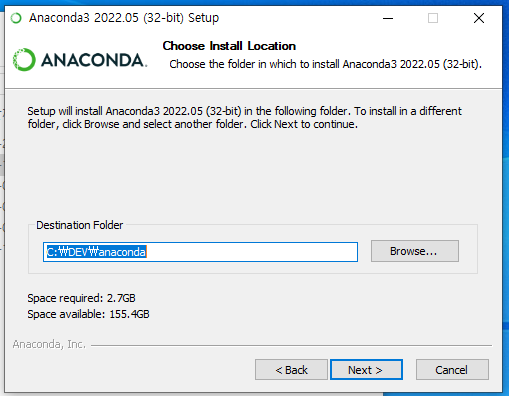 Anaconda3 2022.05 (32-bit) Setup
Choose Install Location
Choose the folder in which to install Anaconda3 2022.05 (32-bit).
ANACONDA.
Setup will install Anaconda3 2022.05 (32-bit) in the following folder. To install in a different
folder, click Browse and select another folder. Click Next to continue.
Destination Folder
C:₩DEV₩anaconda
Browse...
Space required: 2.7GB
Space available: 155.4GB
Anaconda, Inc.
< Back
Next >
Cancel